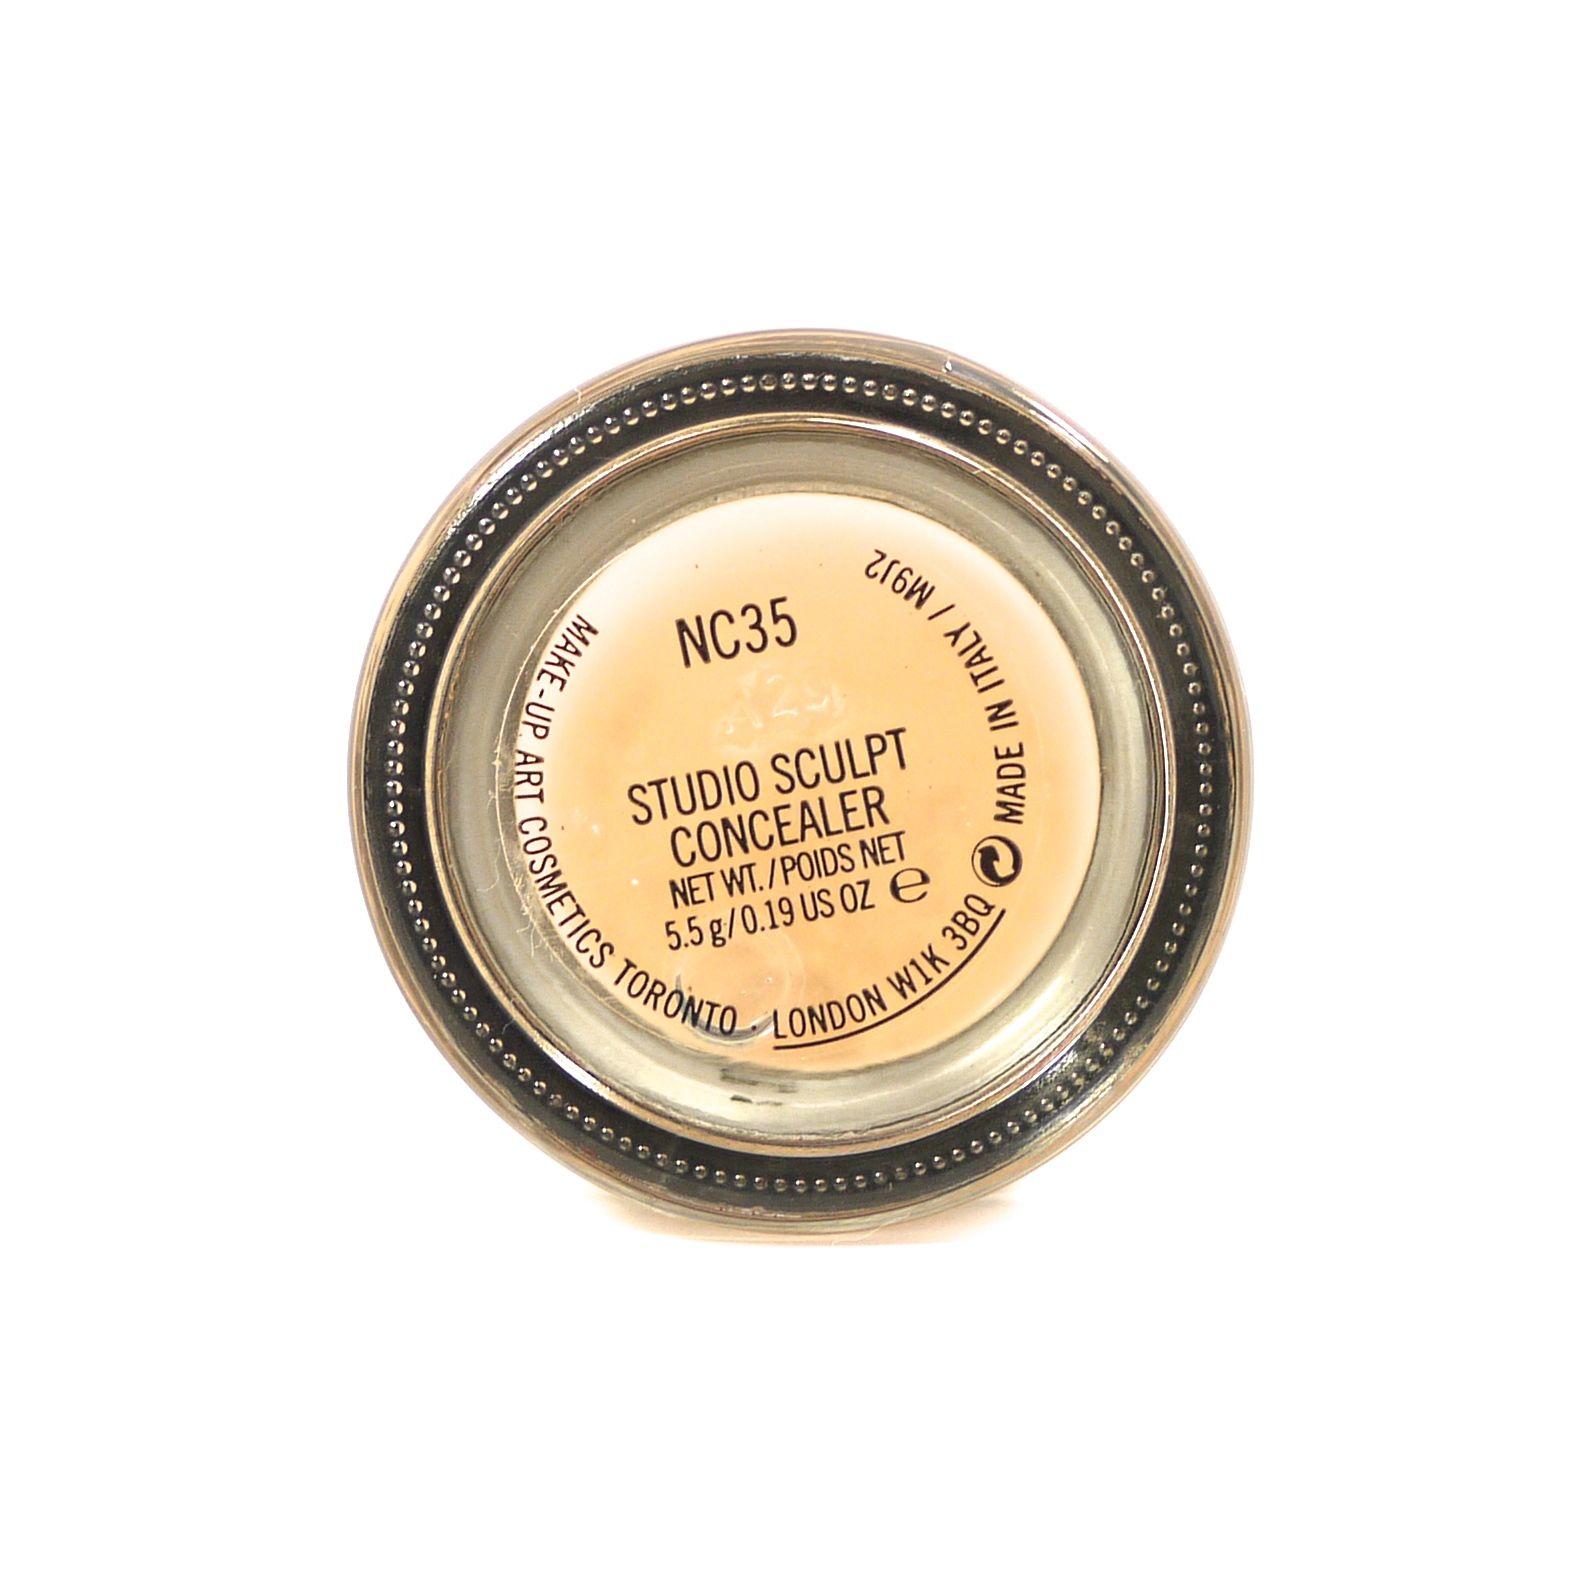 NC35
STUDIO SCULPT
CONCEALER
NET WT./POIDS NET
5.5 g/0.19 US OZ e
MAKE-UP ART COSMETICS TORONTO · LONDON W1K 3BQ MADE IN ITALY / M9J2